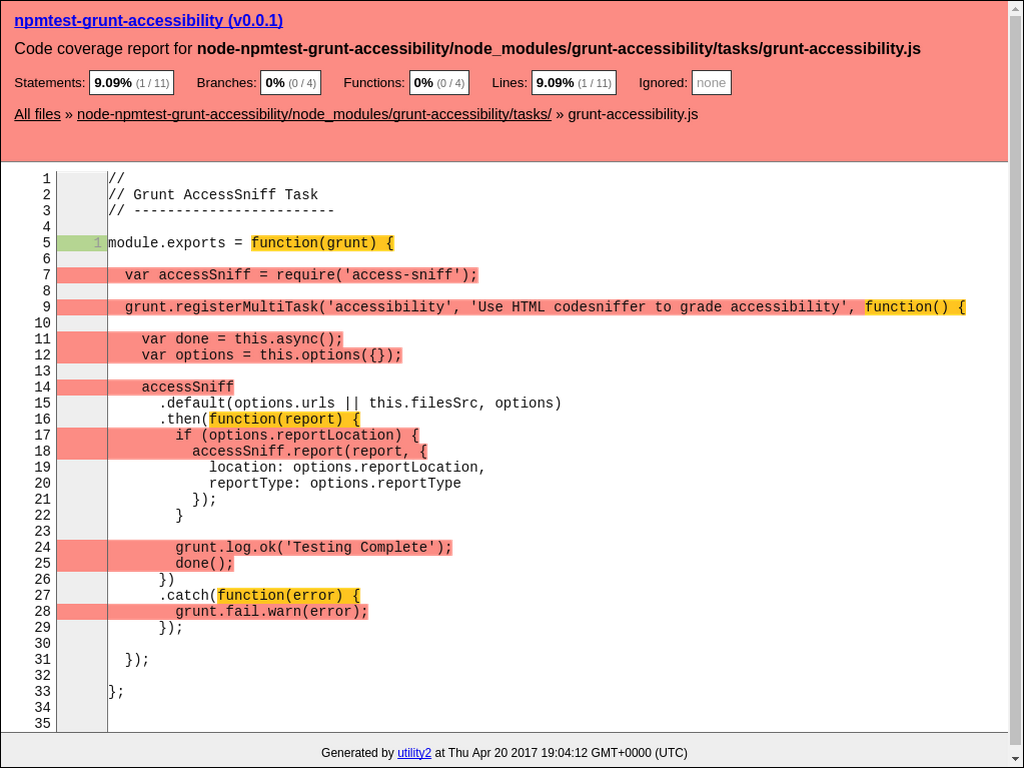 npmtest-grunt-accessibility (v0.0.1)
Code coverage report for node-npmtest-grunt-accessibility/node_modules/grunt-accessibility/tasks/grunt-accessibility.js
Statements: 9.09% (1 / 11) Branches: 0% (0 / 4) Functions: 0% (0 / 4) Lines: 9.09% (1 / 11) Ignored: none
All files » node-npmtest-grunt-accessibility/node_modules/grunt-accessibility/tasks/ » grunt-accessibility.js
1 //
2 // Grunt AccessSniff Task
3 // ------------------------
4
5 1 module.exports = function(grunt) {
6
7   var accessSniff = require('access-sniff');
8
9   grunt.registerMultiTask('accessibility', 'Use HTML codesniffer to grade accessibility', function() {
10
11     var done = this.async();
12     var options = this.options({});
13
14     accessSniff
15       .default(options.urls || this.filesSrc, options)
16       .then(function(report) {
17         if (options.reportLocation) {
18           accessSniff.report(report, {
19             location: options.reportLocation,
20             reportType: options.reportType
21           });
22         }
23
24         grunt.log.ok('Testing Complete');
25         done();
26       })
27       .catch(function(error) {
28         grunt.fail.warn(error);
29       });
30
31   });
32
33 };
34
35
Generated by utility2 at Thu Apr 20 2017 19:04:12 GMT+0000 (UTC)